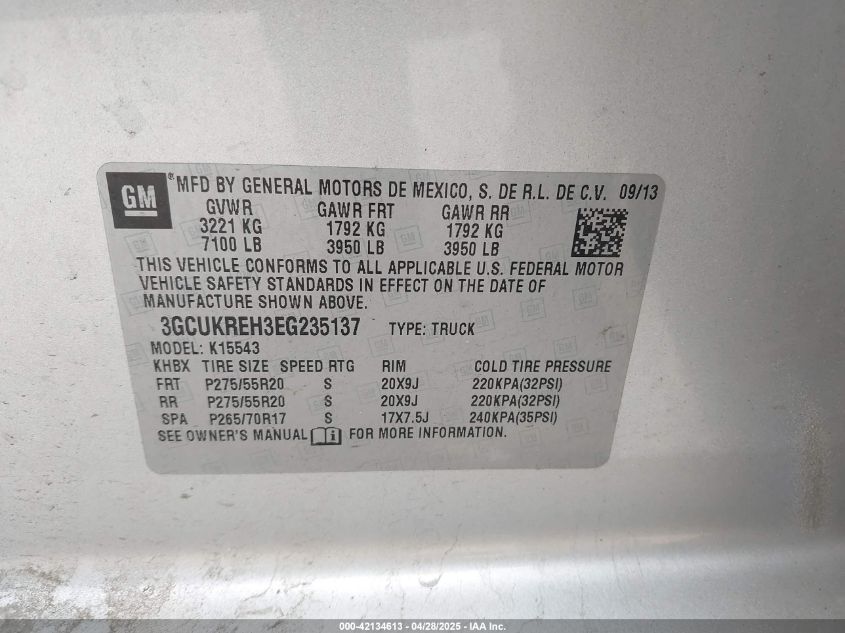 GM ® MFD BY GENERAL MOTORS DE MEXICO, S. DE R.L. DE C.V. 09/13
GVWR GAWR FRT GAWR RR
3221 KG 1792 KG 1792 KG
7100 LB 3950 LB 3950 LB
THIS VEHICLE CONFORMS TO ALL APPLICABLE U.S. FEDERAL MOTOR
VEHICLE SAFETY STANDARDS IN EFFECT ON THE DATE OF
MANUFACTURE SHOWN ABOVE.
3GCUKREH3EG235137 TYPE: TRUCK
MODEL: K15543
KHBX TIRE SIZE SPEED RTG RIM COLD TIRE PRESSURE
FRT P275/55R20 S 20X9J 220KPA(32PSI)
RR P275/55R20 S 20X9J 220KPA(32PSI)
SPA P265/70R17 S 17X7.5J 240KPA(35PSI)
SEE OWNER'S MANUAL i FOR MORE INFORMATION.
000-42134613 - 04/28/2025 - IAA Inc.